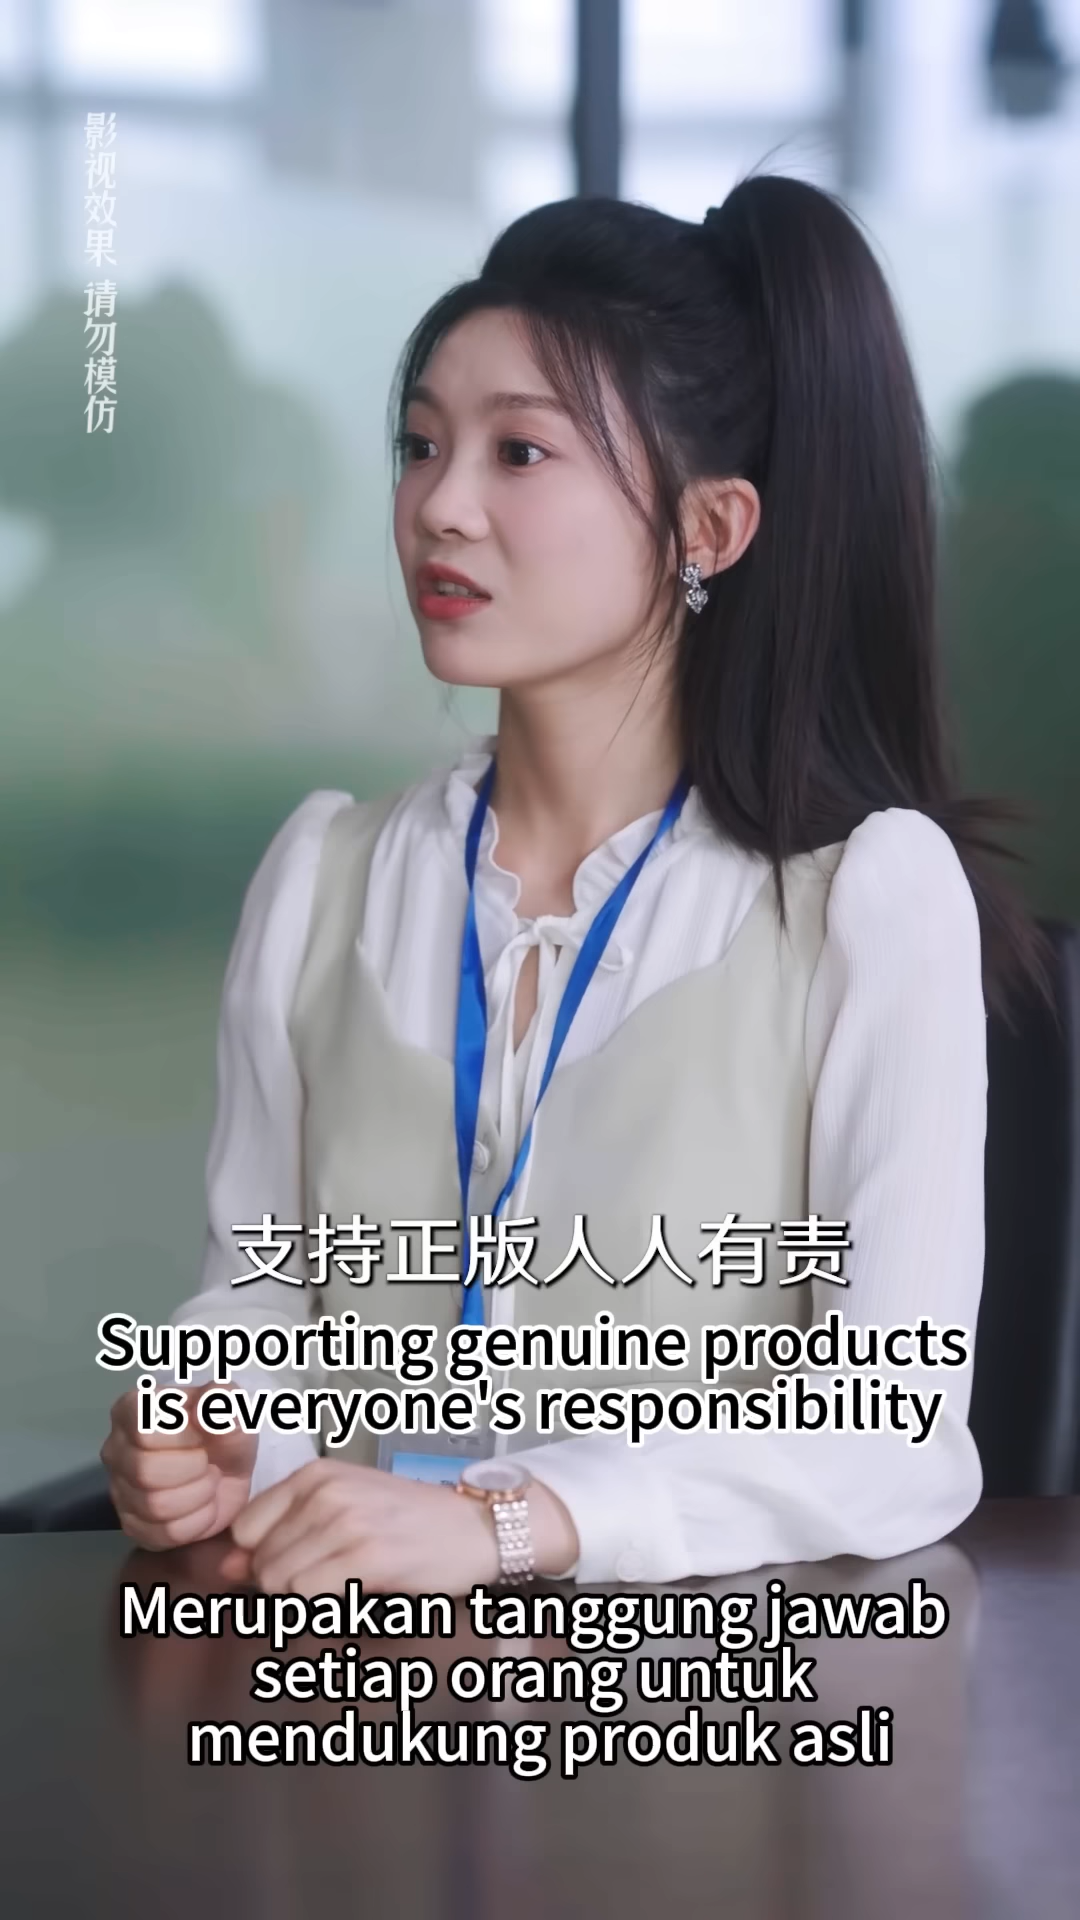 影视效果 请勿模仿
支持正版人人有责
Supporting genuine products
is everyone's responsibility
Merupakan tanggung jawab
setiap orang untuk
mendukung produk asli